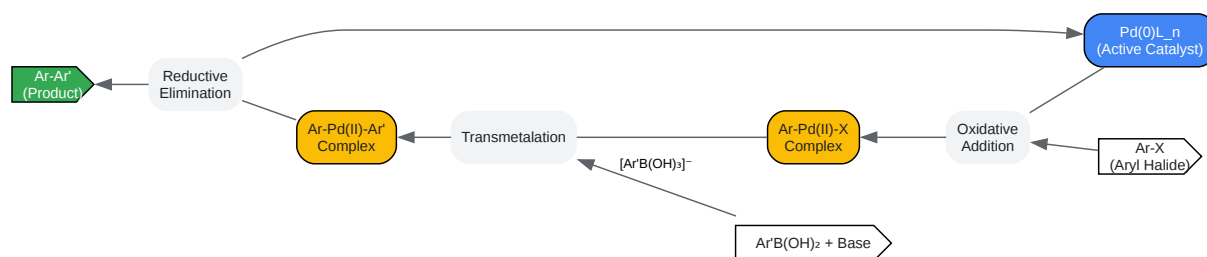 Pd(0)L_n
(Active Catalyst)
Ar-Ar'
(Product)
Reductive
Elimination
Ar-Pd(II)-Ar'
Complex
Transmetalation
Ar-Pd(II)-X
Complex
Oxidative
Addition
Ar-X
(Aryl Halide)
[Ar'B(OH)₃]⁻
Ar'B(OH)₂ + Base